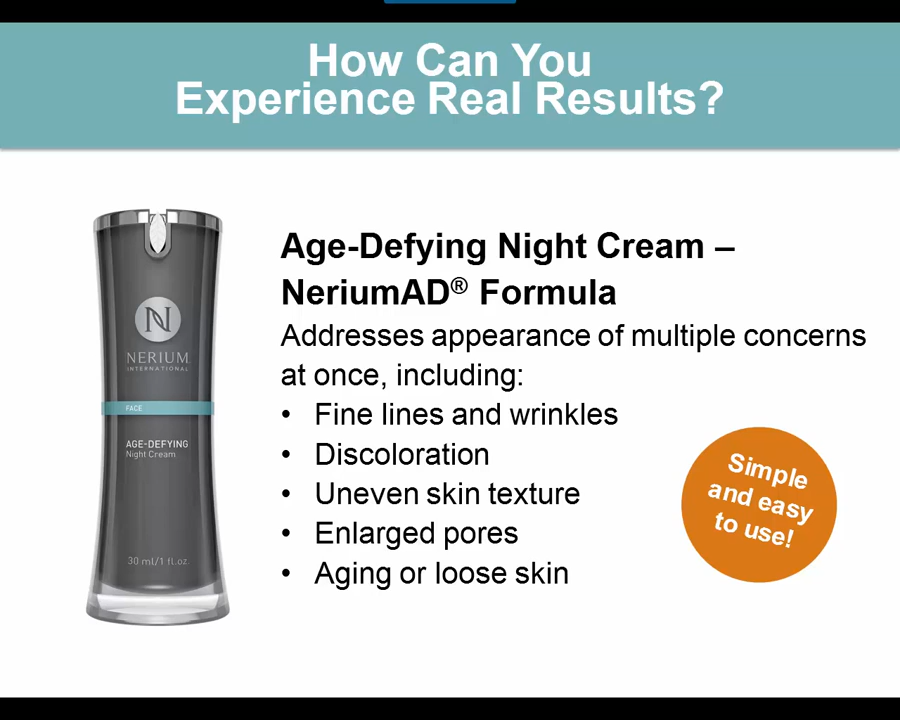 How Can You
Experience Real Results?
N
NERIUM
INTERNATIONAL
FACE
AGE-DEFYING
Night Cream
30 ml/1 fl.oz.
Age-Defying Night Cream –
NeriumAD® Formula
Addresses appearance of multiple concerns
at once, including:
• Fine lines and wrinkles
• Discoloration
• Uneven skin texture
• Enlarged pores
• Aging or loose skin
Simple
and easy
to use!